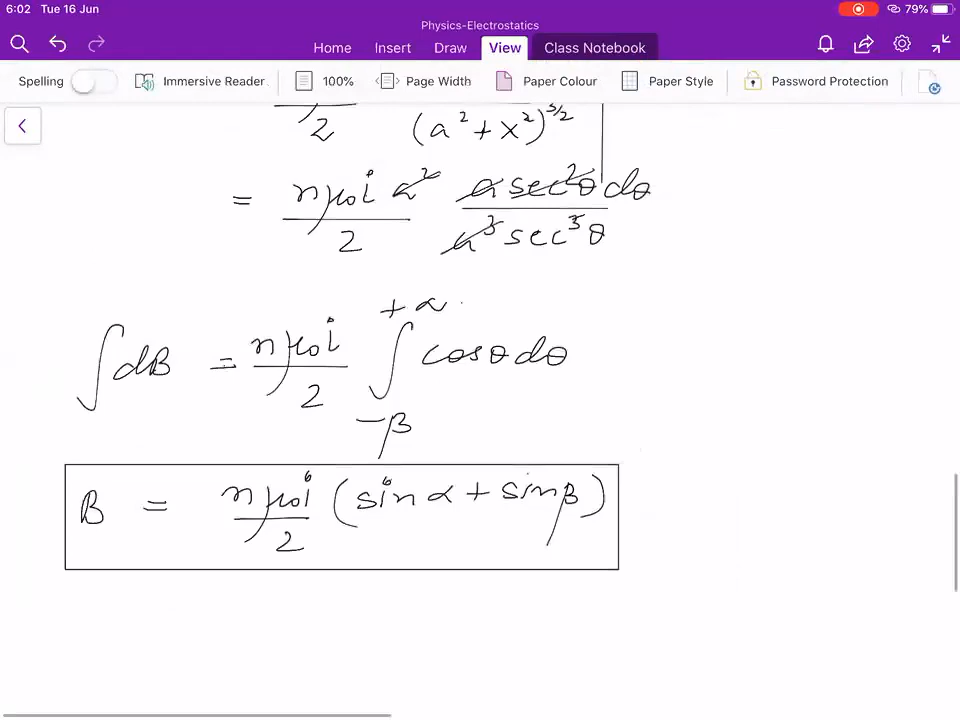 6:02 Tue 16 Jun 79%
Physics-Electrostatics
Home Insert Draw View Class Notebook
Spelling Immersive Reader 100% Page Width Paper Colour Paper Style Password Protection
2 (a² + x²)^3/2
= nμ₀i a² / 2 · a sec²θ dθ / a³ sec³θ
∫dB = nμ₀i / 2 ∫_{-β}^{+α} cosθ dθ
B = nμ₀i / 2 (sinα + sinβ)